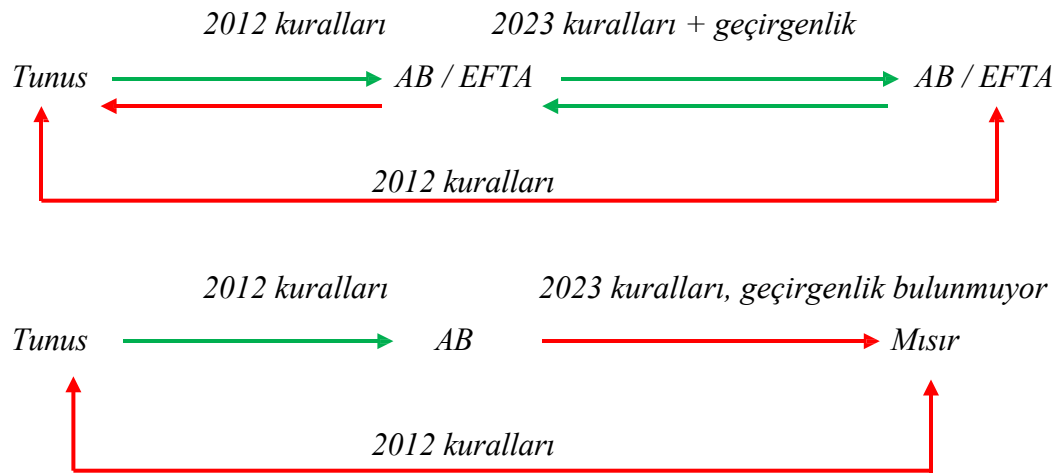 2012 kuralları 2023 kuralları + geçirgenlik
Tunus AB / EFTA AB / EFTA
2012 kuralları
2012 kuralları 2023 kuralları, geçirgenlik bulunmuyor
Tunus AB Mısır
2012 kuralları